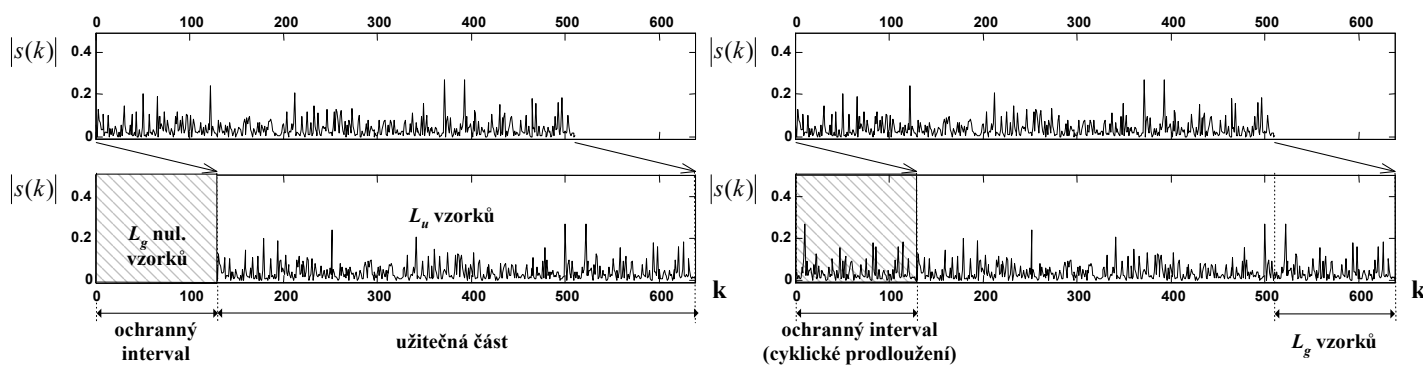 0 100 200 300 400 500 600
|s(k)|
0.4
0.2
0
|s(k)|
0.4
0.2
0
L_g nul.
vzorků
L_u vzorků
0 100 200 300 400 500 600
k
ochranný
interval
užitečná část
0 100 200 300 400 500 600
|s(k)|
0.4
0.2
0
|s(k)|
0.4
0.2
0
0 100 200 300 400 500 600
k
ochranný interval
(cyklické prodloužení)
L_g vzorků